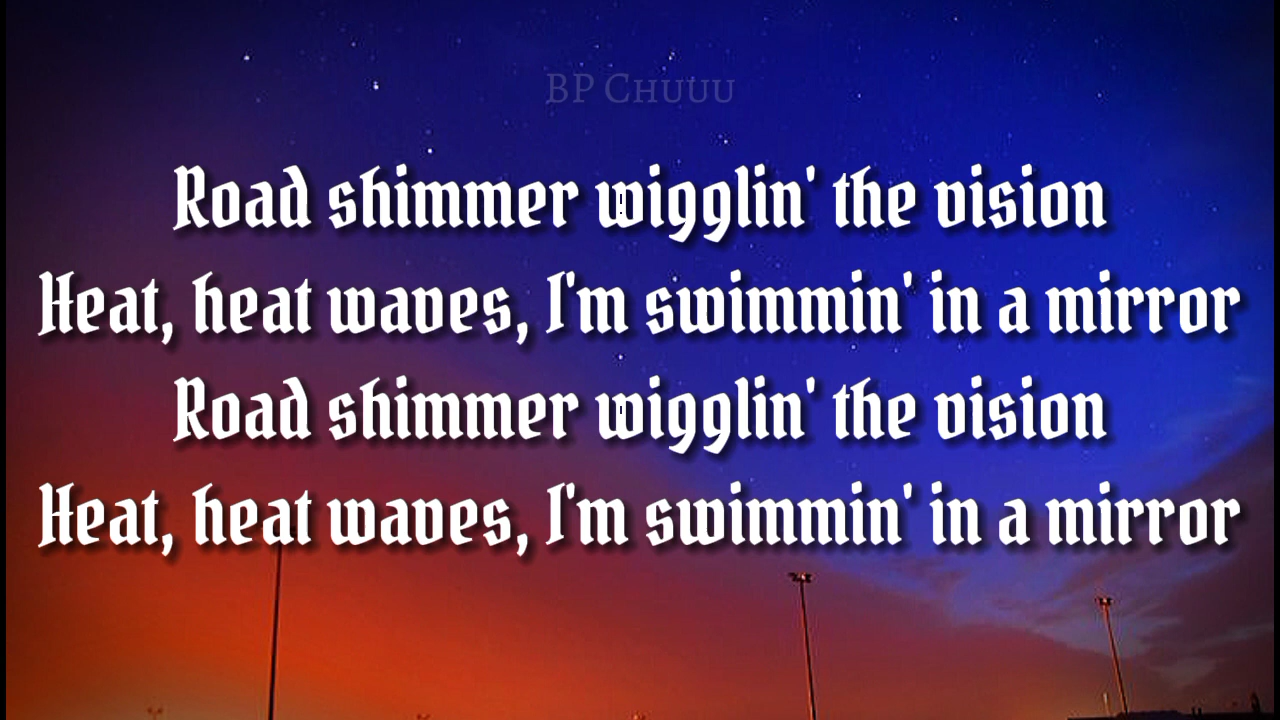 BP Chuuu
Road shimmer wigglin' the vision
Heat, heat waves, I'm swimmin' in a mirror
Road shimmer wigglin' the vision
Heat, heat waves, I'm swimmin' in a mirror